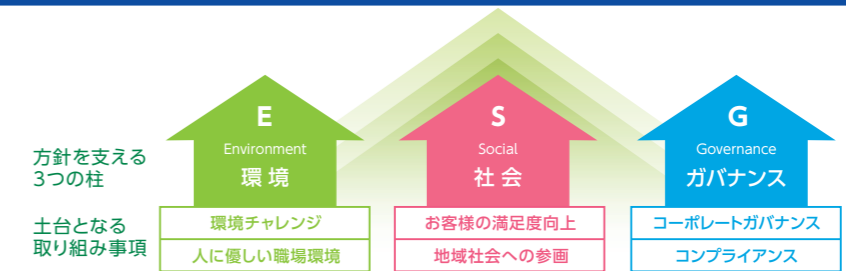 方針を支える
3つの柱
E
Environment
環 境
S
Social
社 会
G
Governance
ガバナンス
土台となる
取り組み事項
環境チャレンジ
人に優しい職場環境
お客様の満足度向上
地域社会への参画
コーポレートガバナンス
コンプライアンス